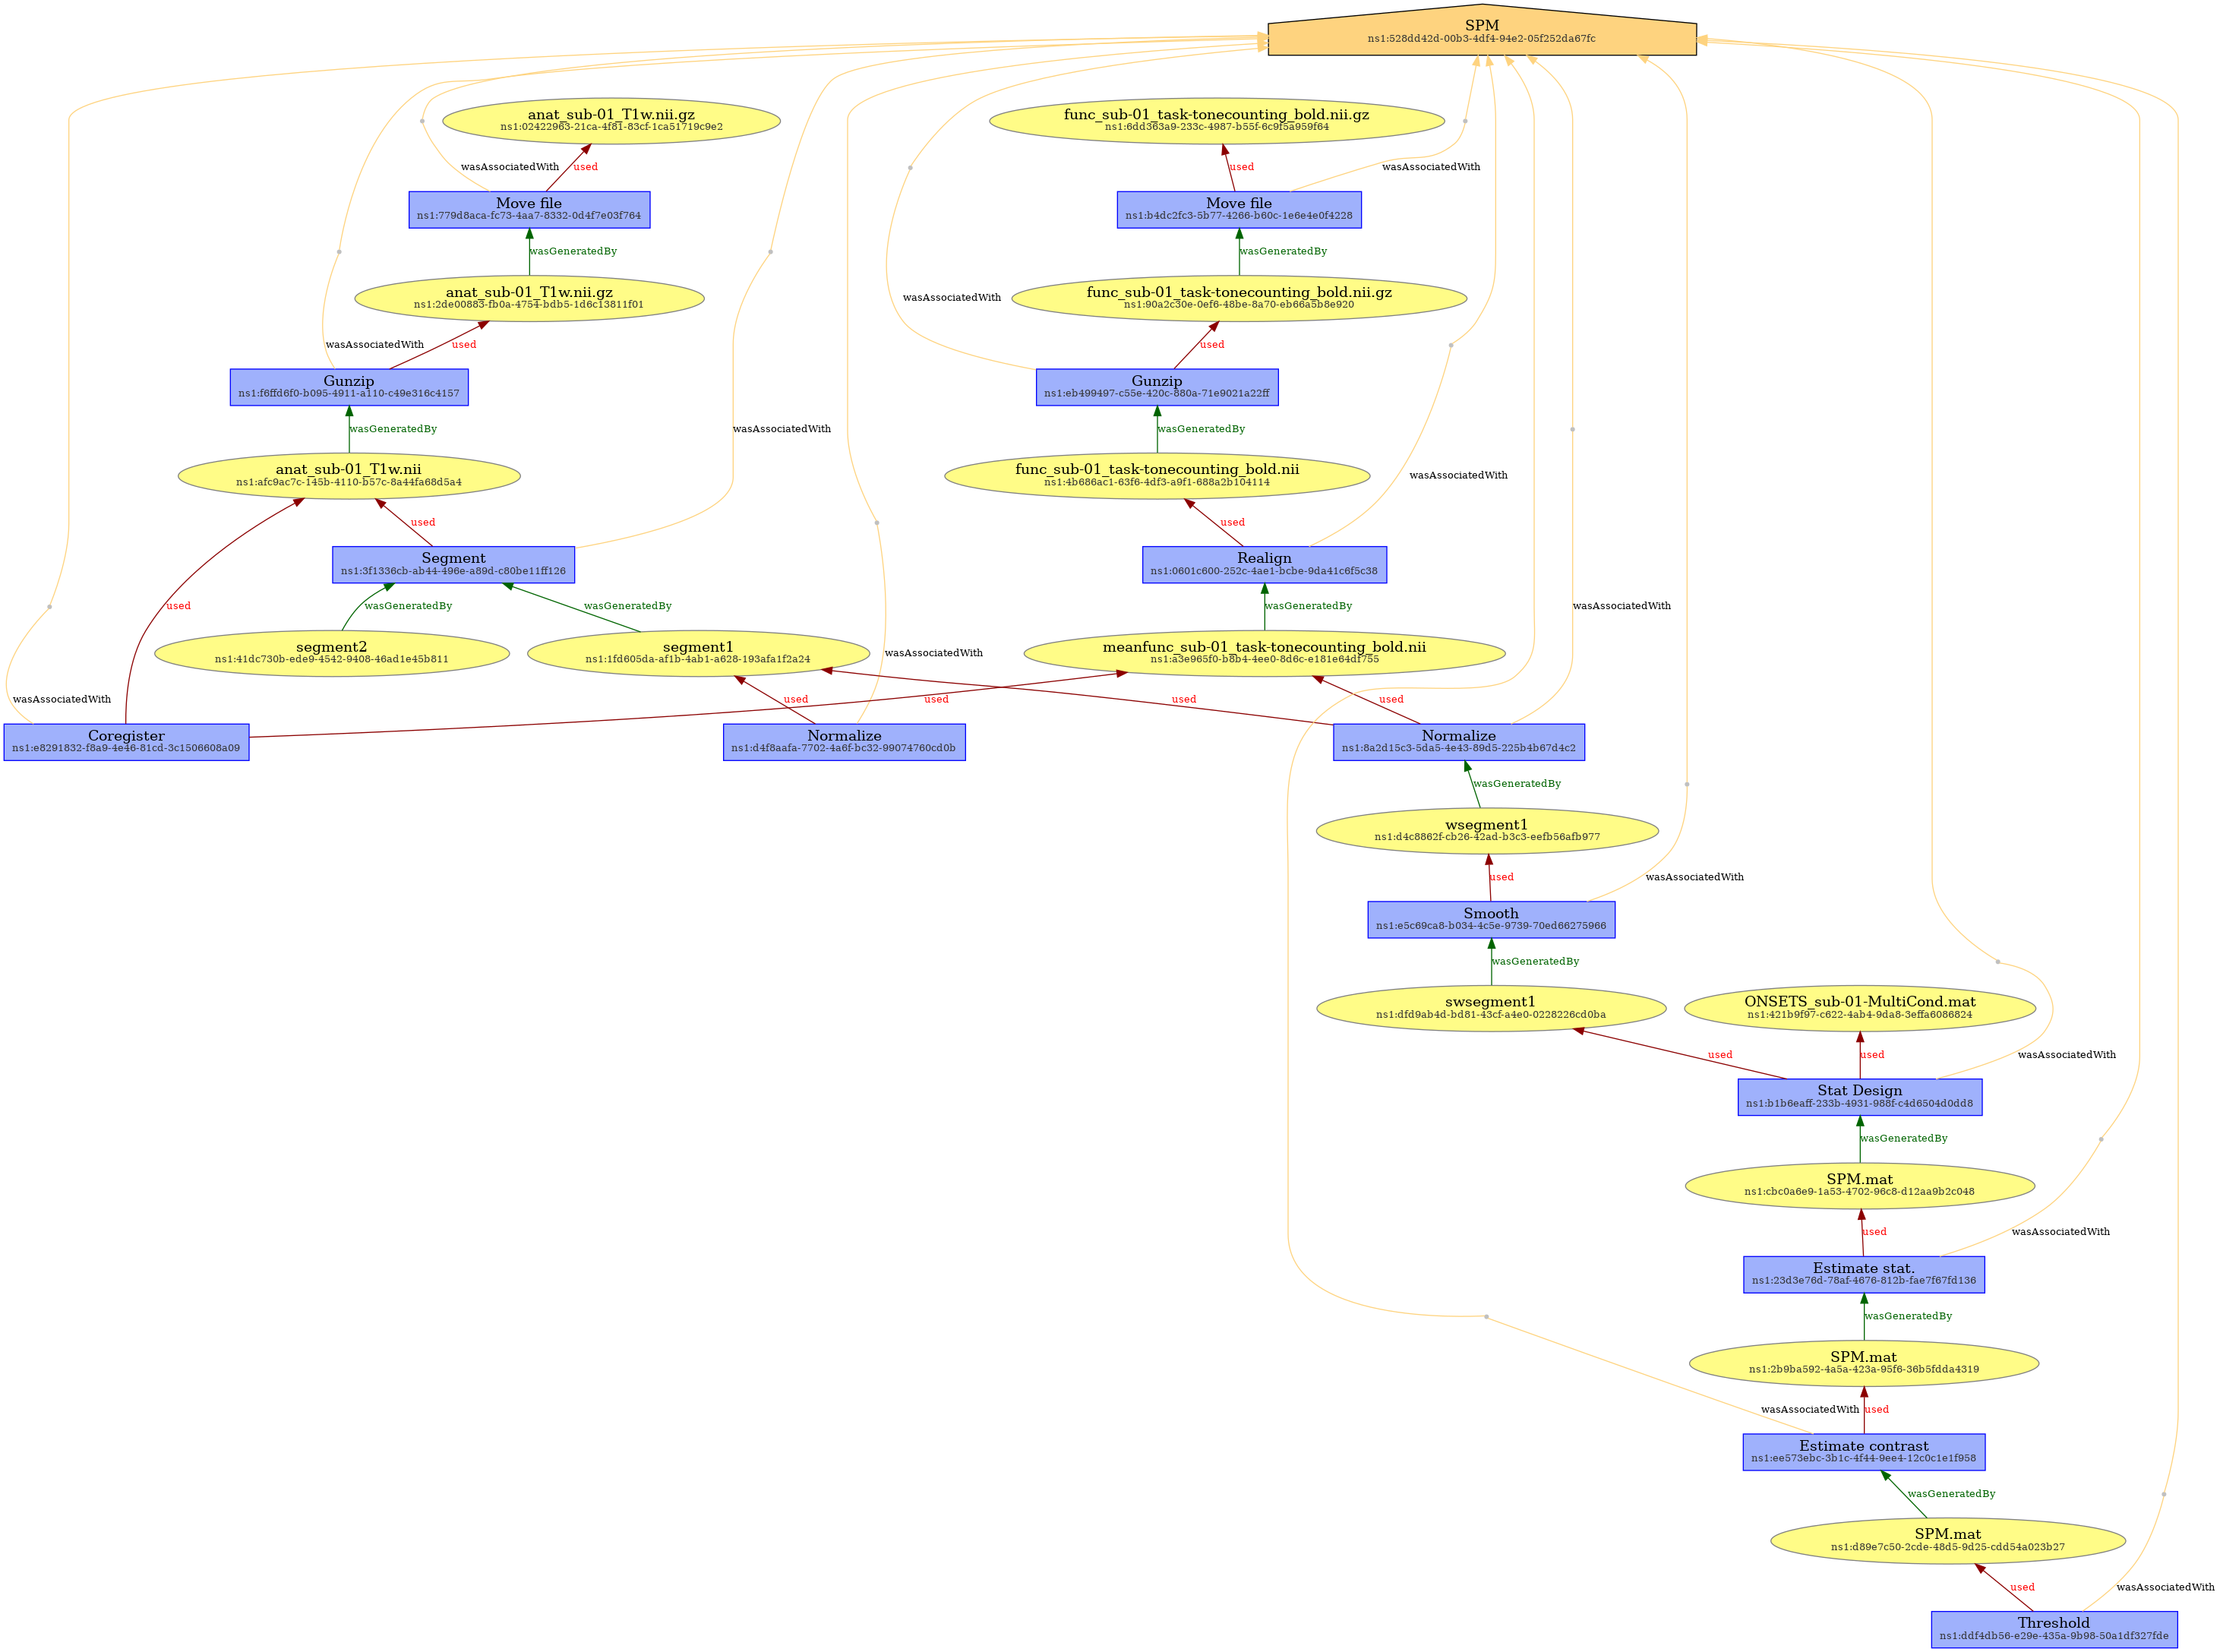 SPM
ns1:528dd42d-00b3-4df4-94e2-05f252da67fc
anat_sub-01_T1w.nii.gz
ns1:02422963-21ca-4f81-83cf-1ca51719c9e2
func_sub-01_task-tonecounting_bold.nii.gz
ns1:6dd363a9-233c-4987-b55f-6c9f5a959f64
wasAssociatedWith
used
used
wasAssociatedWith
Move file
ns1:779d8aca-fc73-4aa7-8332-0d4f7e03f764
Move file
ns1:b4dc2fc3-5b77-4266-b60c-1e6e4e0f4228
wasGeneratedBy
wasGeneratedBy
anat_sub-01_T1w.nii.gz
ns1:2de00883-fb0a-4754-bdb5-1d6c13811f01
wasAssociatedWith
func_sub-01_task-tonecounting_bold.nii.gz
ns1:90a2c30e-0ef6-48be-8a70-eb66a5b8e920
wasAssociatedWith
used
used
Gunzip
ns1:f6ffd6f0-b095-4911-a110-c49e316c4157
Gunzip
ns1:eb499497-c55e-420c-880a-71e9021a22ff
wasGeneratedBy
wasAssociatedWith
wasGeneratedBy
anat_sub-01_T1w.nii
ns1:afc9ac7c-145b-4110-b57c-8a44fa68d5a4
func_sub-01_task-tonecounting_bold.nii
ns1:4b686ac1-63f6-4df3-a9f1-688a2b104114
wasAssociatedWith
used
used
Segment
ns1:3f1336cb-ab44-496e-a89d-c80be11ff126
Realign
ns1:0601c600-252c-4ae1-bcbe-9da41c6f5c38
used
wasGeneratedBy
wasGeneratedBy
wasGeneratedBy
wasAssociatedWith
segment2
ns1:41dc730b-ede9-4542-9408-46ad1e45b811
segment1
ns1:1fd605da-af1b-4ab1-a628-193afa1f2a24
wasAssociatedWith
meanfunc_sub-01_task-tonecounting_bold.nii
ns1:a3e965f0-b8b4-4ee0-8d6c-e181e64df755
wasAssociatedWith
used
used
used
used
Coregister
ns1:e8291832-f8a9-4e46-81cd-3c1506608a09
Normalize
ns1:d4f8aafa-7702-4a6f-bc32-99074760cd0b
Normalize
ns1:8a2d15c3-5da5-4e43-89d5-225b4b67d4c2
wasGeneratedBy
wsegment1
ns1:d4c8862f-cb26-42ad-b3c3-eefb56afb977
used
wasAssociatedWith
Smooth
ns1:e5c69ca8-b034-4c5e-9739-70ed66275966
wasGeneratedBy
swsegment1
ns1:dfd9ab4d-bd81-43cf-a4e0-0228226cd0ba
ONSETS_sub-01-MultiCond.mat
ns1:421b9f97-c622-4ab4-9da8-3effa6086824
used
used
wasAssociatedWith
Stat Design
ns1:b1b6eaff-233b-4931-988f-c4d6504d0dd8
wasGeneratedBy
SPM.mat
ns1:cbc0a6e9-1a53-4702-96c8-d12aa9b2c048
used
wasAssociatedWith
Estimate stat.
ns1:23d3e76d-78af-4676-812b-fae7f67fd136
wasGeneratedBy
SPM.mat
ns1:2b9ba592-4a5a-423a-95f6-36b5fdda4319
wasAssociatedWith
used
Estimate contrast
ns1:ee573ebc-3b1c-4f44-9ee4-12c0c1e1f958
wasGeneratedBy
SPM.mat
ns1:d89e7c50-2cde-48d5-9d25-cdd54a023b27
used
wasAssociatedWith
Threshold
ns1:ddf4db56-e29e-435a-9b98-50a1df327fde